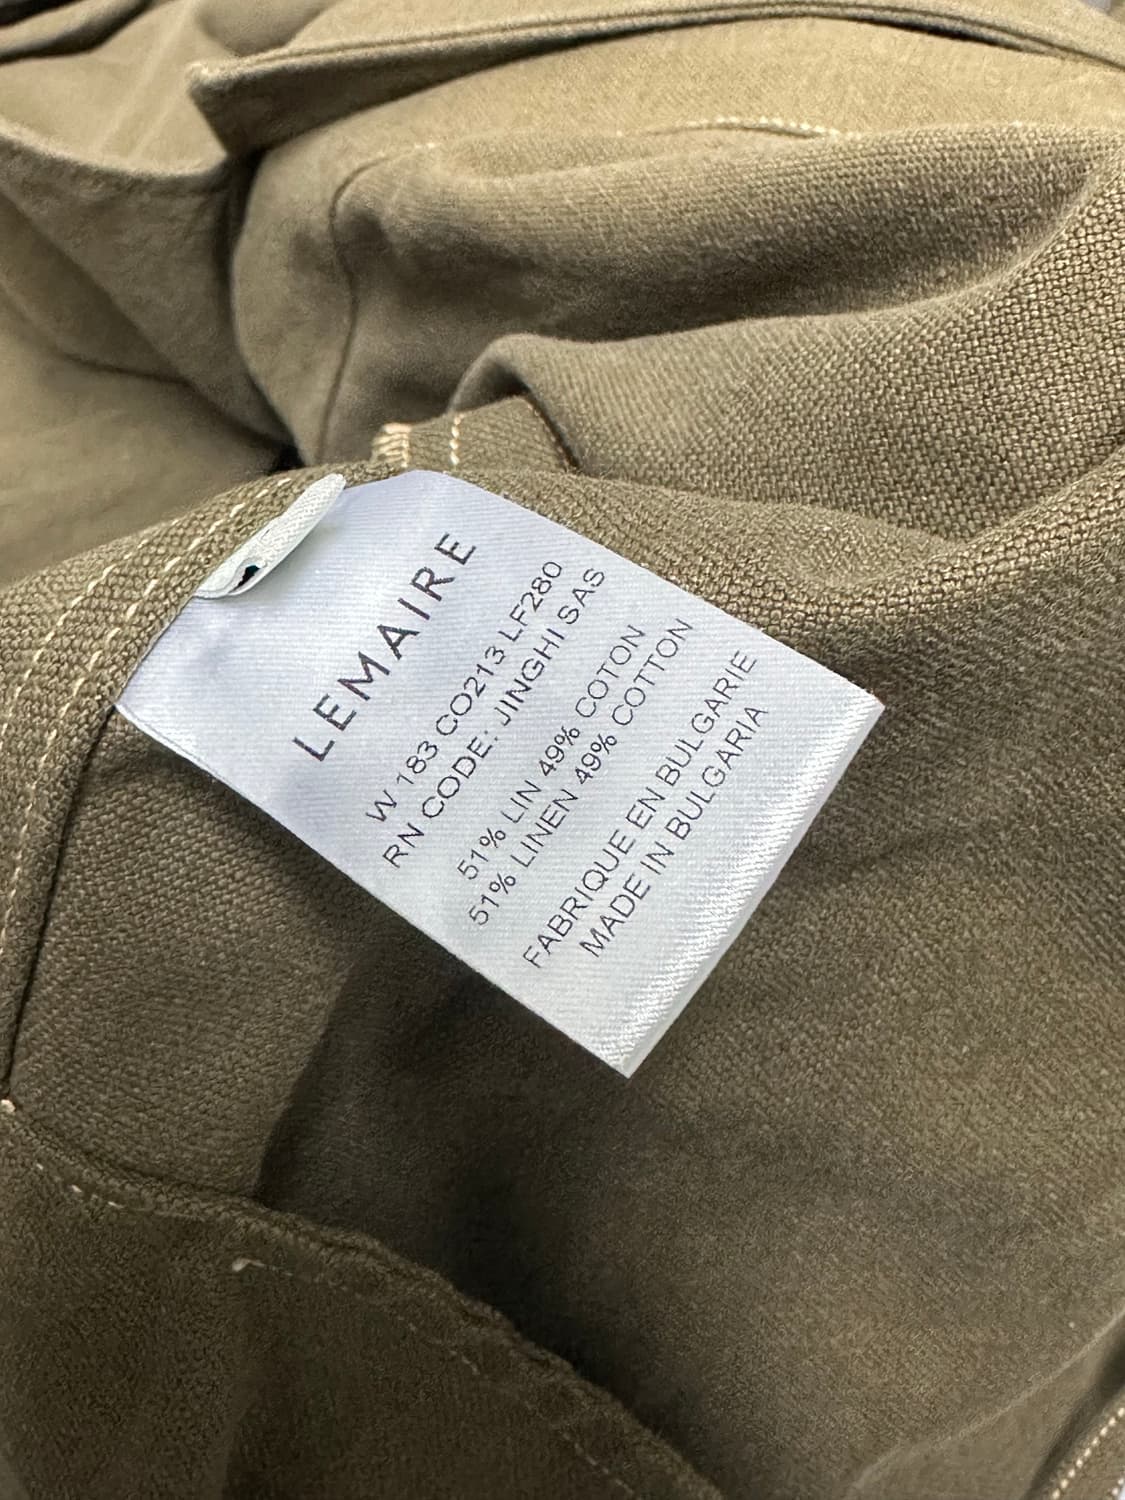 LEMAIRE
W 183 CO213 LF280
RN CODE: JINGHI SAS
51% LIN 49% COTON
51% LINEN 49% COTTON
FABRIQUE EN BULGARIE
MADE IN BULGARIA